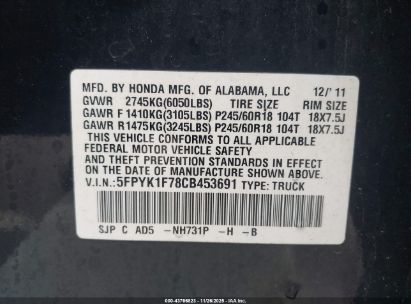 MFD. BY HONDA MFG. OF ALABAMA, LLC 12/' 11
GVWR 2745KG(6050LBS) TIRE SIZE RIM SIZE
GAWR F 1410KG(3105LBS) P245/60R18 104T 18X7.5J
GAWR R1475KG(3245LBS) P245/60R18 104T 18X7.5J
THIS VEHICLE CONFORMS TO ALL APPLICABLE
FEDERAL MOTOR VEHICLE SAFETY AND
THEFT PREVENTION STANDARDS IN EFFECT
ON THE DATE OF MANUFACTURE SHOWN ABOVE.
V.I.N.: 5FPYK1F78CB453691 TYPE: TRUCK
SJP C AD5 -NH731P -H -B